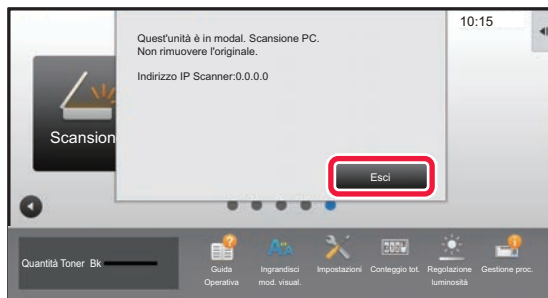 10:15
Quest'unità è in modal. Scansione PC.
Non rimuovere l'originale.
Indirizzo IP Scanner:0.0.0.0
Scansion
Esci
Quantità Toner Bk
Guida
Operativa
Ingrandisci
mod. visual.
Impostazioni
Conteggio tot.
Regolazione
luminosità
Gestione proc.